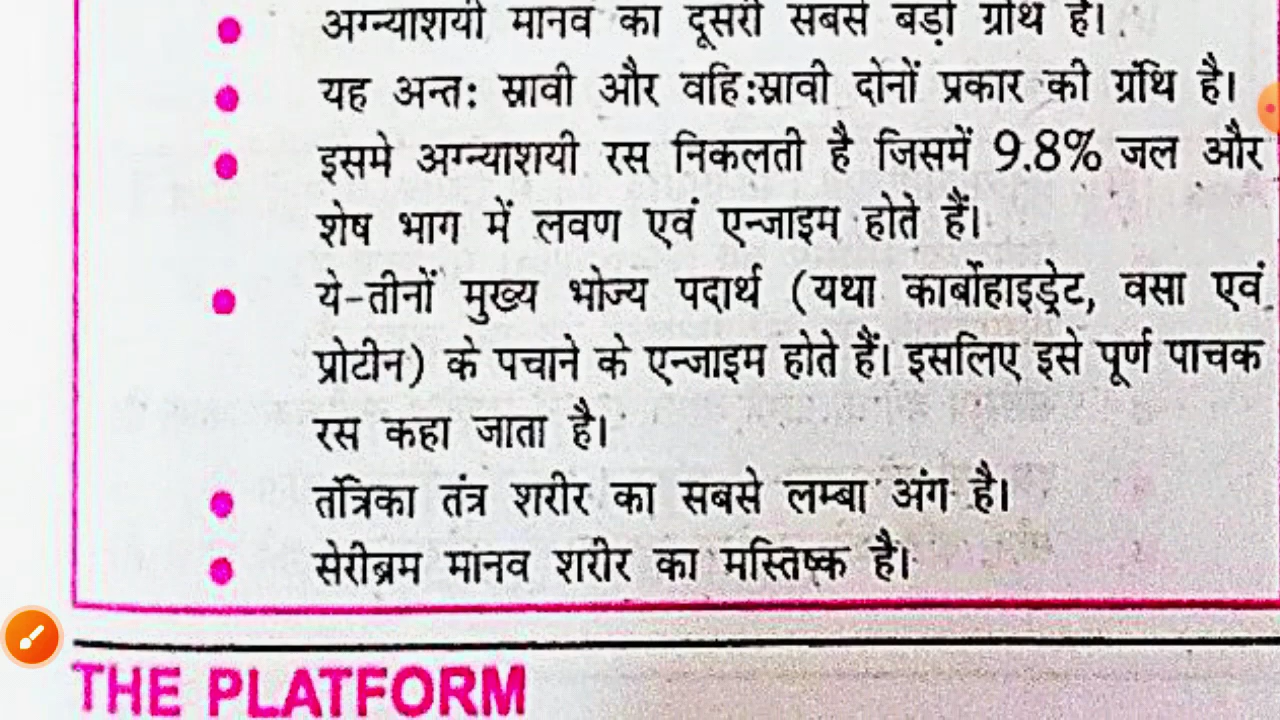 अग्न्याशयी मानव का दूसरी सबसे बड़ी ग्रंथि है।
यह अन्त: स्रावी और वहि:स्रावी दोनों प्रकार की ग्रंथि है।
इसमे अग्न्याशयी रस निकलती है जिसमें 9.8% जल और
शेष भाग में लवण एवं एन्जाइम होते हैं।
ये-तीनों मुख्य भोज्य पदार्थ (यथा कार्बोहाइड्रेट, वसा एवं
प्रोटीन) के पचाने के एन्जाइम होते हैं। इसलिए इसे पूर्ण पाचक
रस कहा जाता है।
तंत्रिका तंत्र शरीर का सबसे लम्बा अंग है।
सेरीब्रम मानव शरीर का मस्तिष्क है।
THE PLATFORM